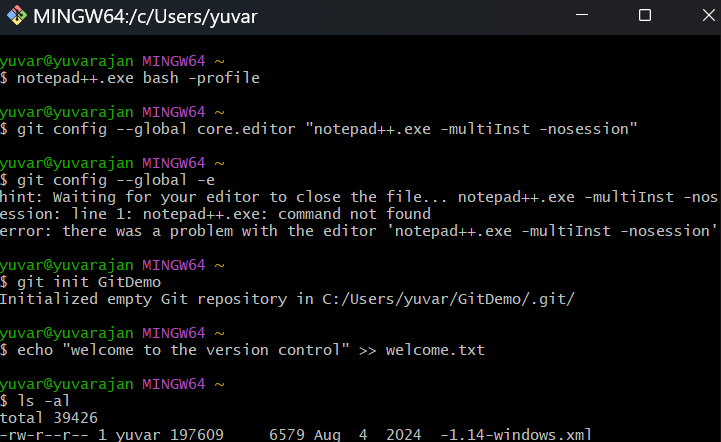 MINGW64:/c/Users/yuvar
yuvar@yuvarajan MINGW64 ~
$ notepad++.exe bash -profile
yuvar@yuvarajan MINGW64 ~
$ git config --global core.editor "notepad++.exe -multiInst -nosession"
yuvar@yuvarajan MINGW64 ~
$ git config --global -e
hint: Waiting for your editor to close the file... notepad++.exe -multiInst -nos
ession: line 1: notepad++.exe: command not found
error: there was a problem with the editor 'notepad++.exe -multiInst -nosession'
yuvar@yuvarajan MINGW64 ~
$ git init GitDemo
Initialized empty Git repository in C:/Users/yuvar/GitDemo/.git/
yuvar@yuvarajan MINGW64 ~
$ echo "welcome to the version control" >> welcome.txt
yuvar@yuvarajan MINGW64 ~
$ ls -al
total 39426
-rw-r--r-- 1 yuvar 197609     6579 Aug  4  2024  -1.14-windows.xml